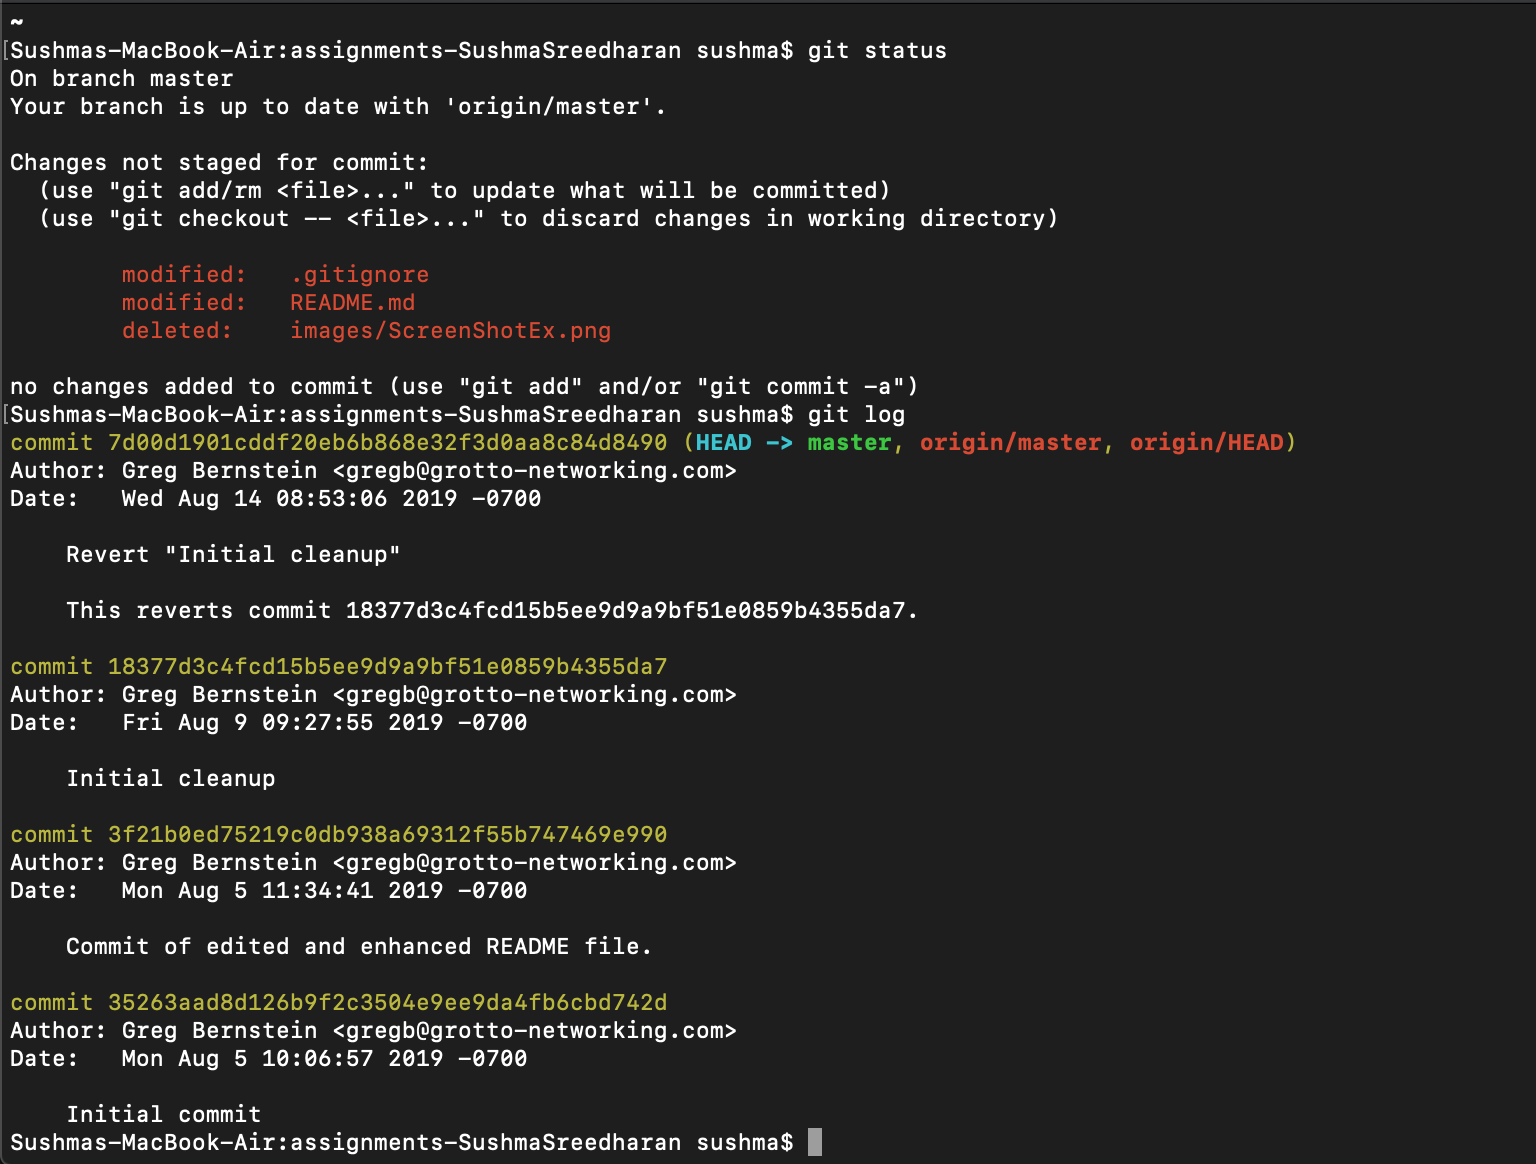 ~
[Sushmas-MacBook-Air:assignments-SushmaSreedharan sushma$ git status
On branch master
Your branch is up to date with 'origin/master'.
Changes not staged for commit:
  (use "git add/rm <file>..." to update what will be committed)
  (use "git checkout -- <file>..." to discard changes in working directory)
        modified:   .gitignore
        modified:   README.md
        deleted:    images/ScreenShotEx.png
no changes added to commit (use "git add" and/or "git commit -a")
[Sushmas-MacBook-Air:assignments-SushmaSreedharan sushma$ git log
commit 7d00d1901cddf20eb6b868e32f3d0aa8c84d8490 (HEAD -> master, origin/master, origin/HEAD)
Author: Greg Bernstein <gregb@grotto-networking.com>
Date:   Wed Aug 14 08:53:06 2019 -0700
    Revert "Initial cleanup"
    This reverts commit 18377d3c4fcd15b5ee9d9a9bf51e0859b4355da7.
commit 18377d3c4fcd15b5ee9d9a9bf51e0859b4355da7
Author: Greg Bernstein <gregb@grotto-networking.com>
Date:   Fri Aug 9 09:27:55 2019 -0700
    Initial cleanup
commit 3f21b0ed75219c0db938a69312f55b747469e990
Author: Greg Bernstein <gregb@grotto-networking.com>
Date:   Mon Aug 5 11:34:41 2019 -0700
    Commit of edited and enhanced README file.
commit 35263aad8d126b9f2c3504e9ee9da4fb6cbd742d
Author: Greg Bernstein <gregb@grotto-networking.com>
Date:   Mon Aug 5 10:06:57 2019 -0700
    Initial commit
Sushmas-MacBook-Air:assignments-SushmaSreedharan sushma$